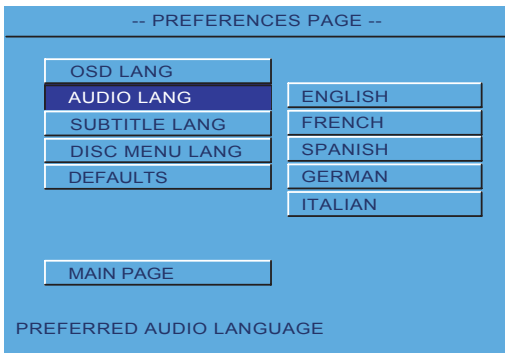 -- PREFERENCES PAGE --
OSD LANG
AUDIO LANG
SUBTITLE LANG
DISC MENU LANG
DEFAULTS
ENGLISH
FRENCH
SPANISH
GERMAN
ITALIAN
MAIN PAGE
PREFERRED AUDIO LANGUAGE